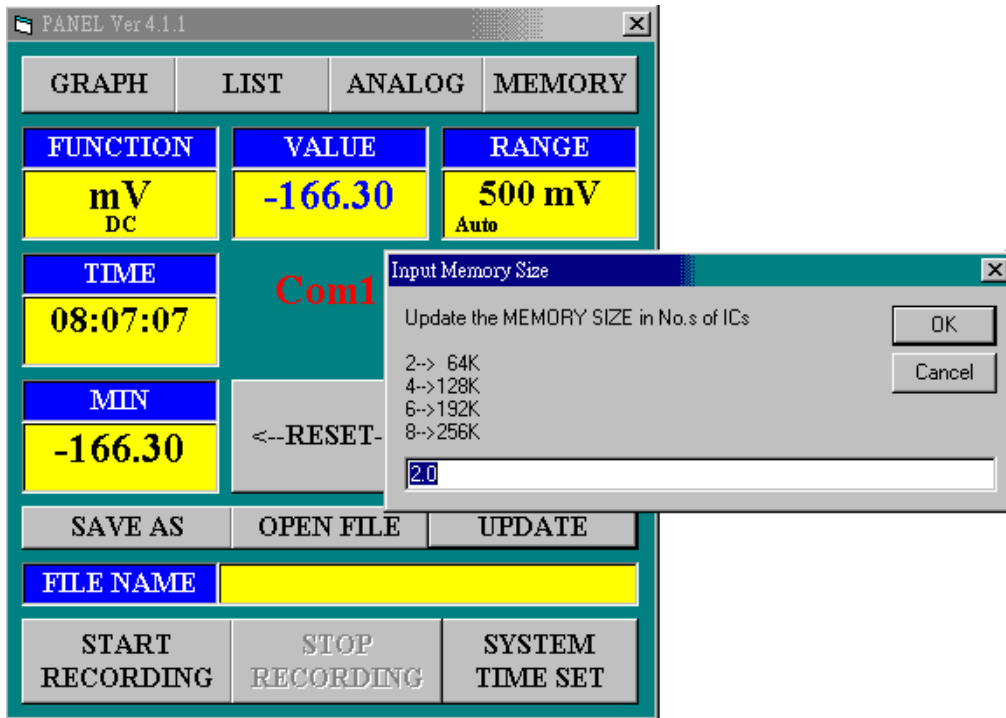 PANEL Ver 4.1.1
GRAPH LIST ANALOG MEMORY
FUNCTION VALUE RANGE
mV -166.30 500 mV
DC Auto
TIME
08:07:07
Com1
Input Memory Size
Update the MEMORY SIZE in No.s of ICs
2--> 64K
4-->128K
6-->192K
8-->256K
OK
Cancel
2.0
MIN
-166.30
<--RESET-
SAVE AS OPEN FILE UPDATE
FILE NAME
START RECORDING
STOP RECORDING
SYSTEM TIME SET